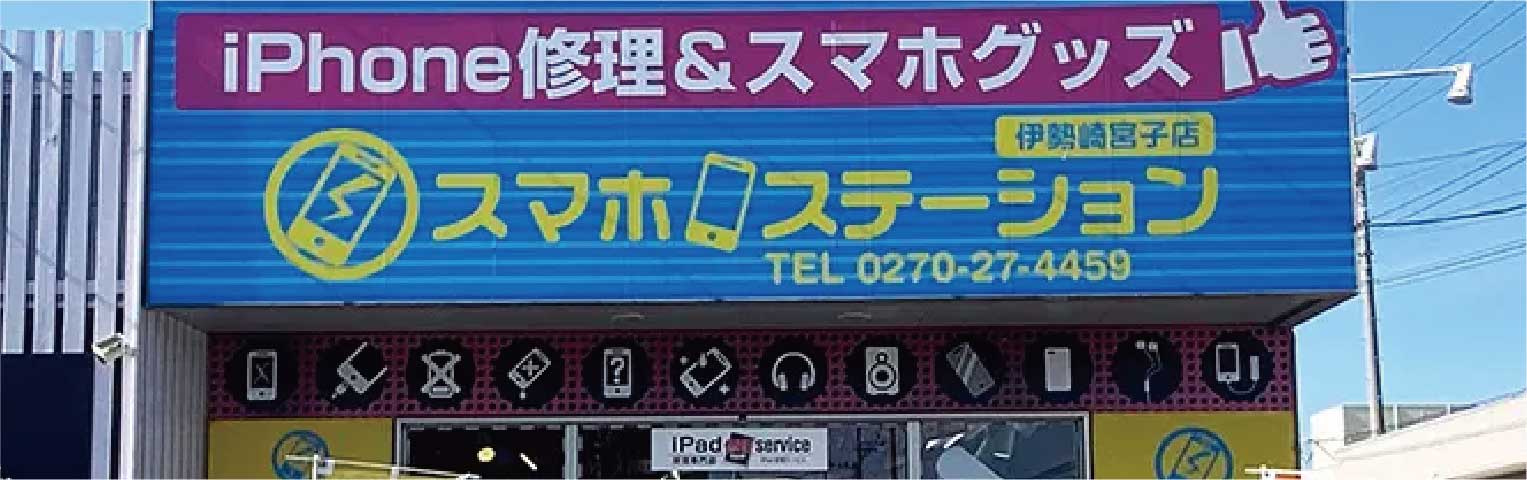 iPhone修理&スマホグッズ
伊勢崎宮子店
スマホステーション
TEL 0270-27-4459
?
iPad service